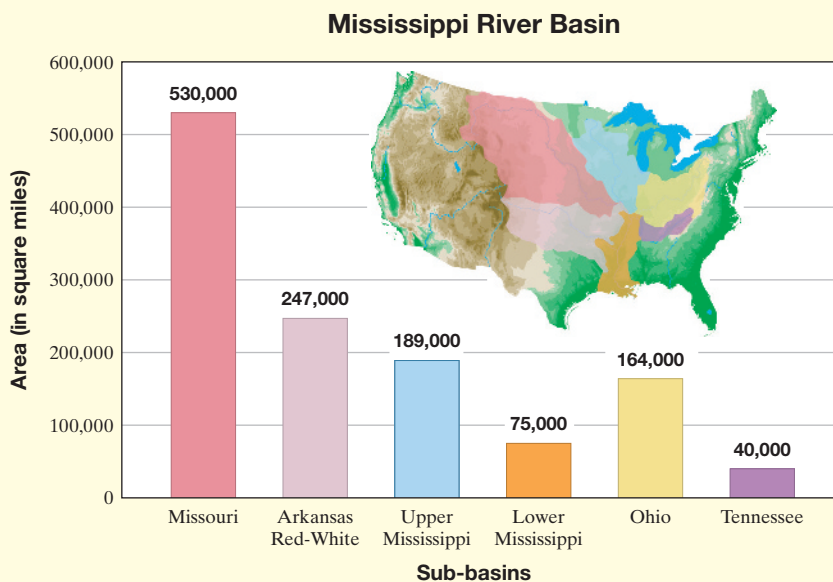 Mississippi River Basin
Area (in square miles)
600,000
500,000
400,000
300,000
200,000
100,000
0
530,000
247,000
189,000
75,000
164,000
40,000
Missouri
Arkansas
Red-White
Upper
Mississippi
Lower
Mississippi
Ohio
Tennessee
Sub-basins